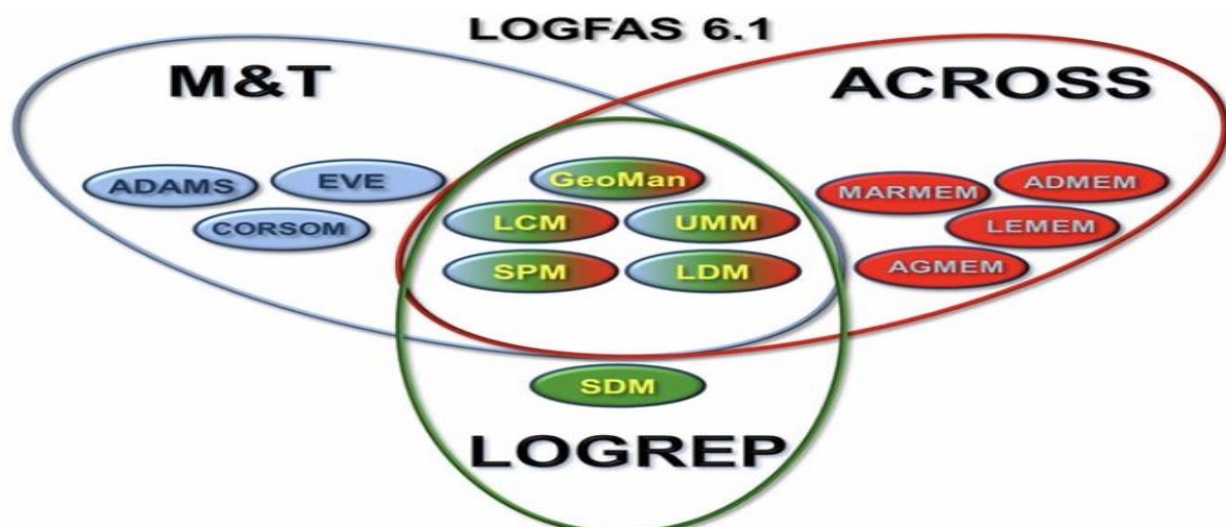 LOGFAS 6.1
M&T
ACROSS
ADAMS
EVE
CORSOM
GeoMan
LCM
UMM
SPM
LDM
MARMEM
ADMEM
LEMEM
AGMEM
SDM
LOGREP